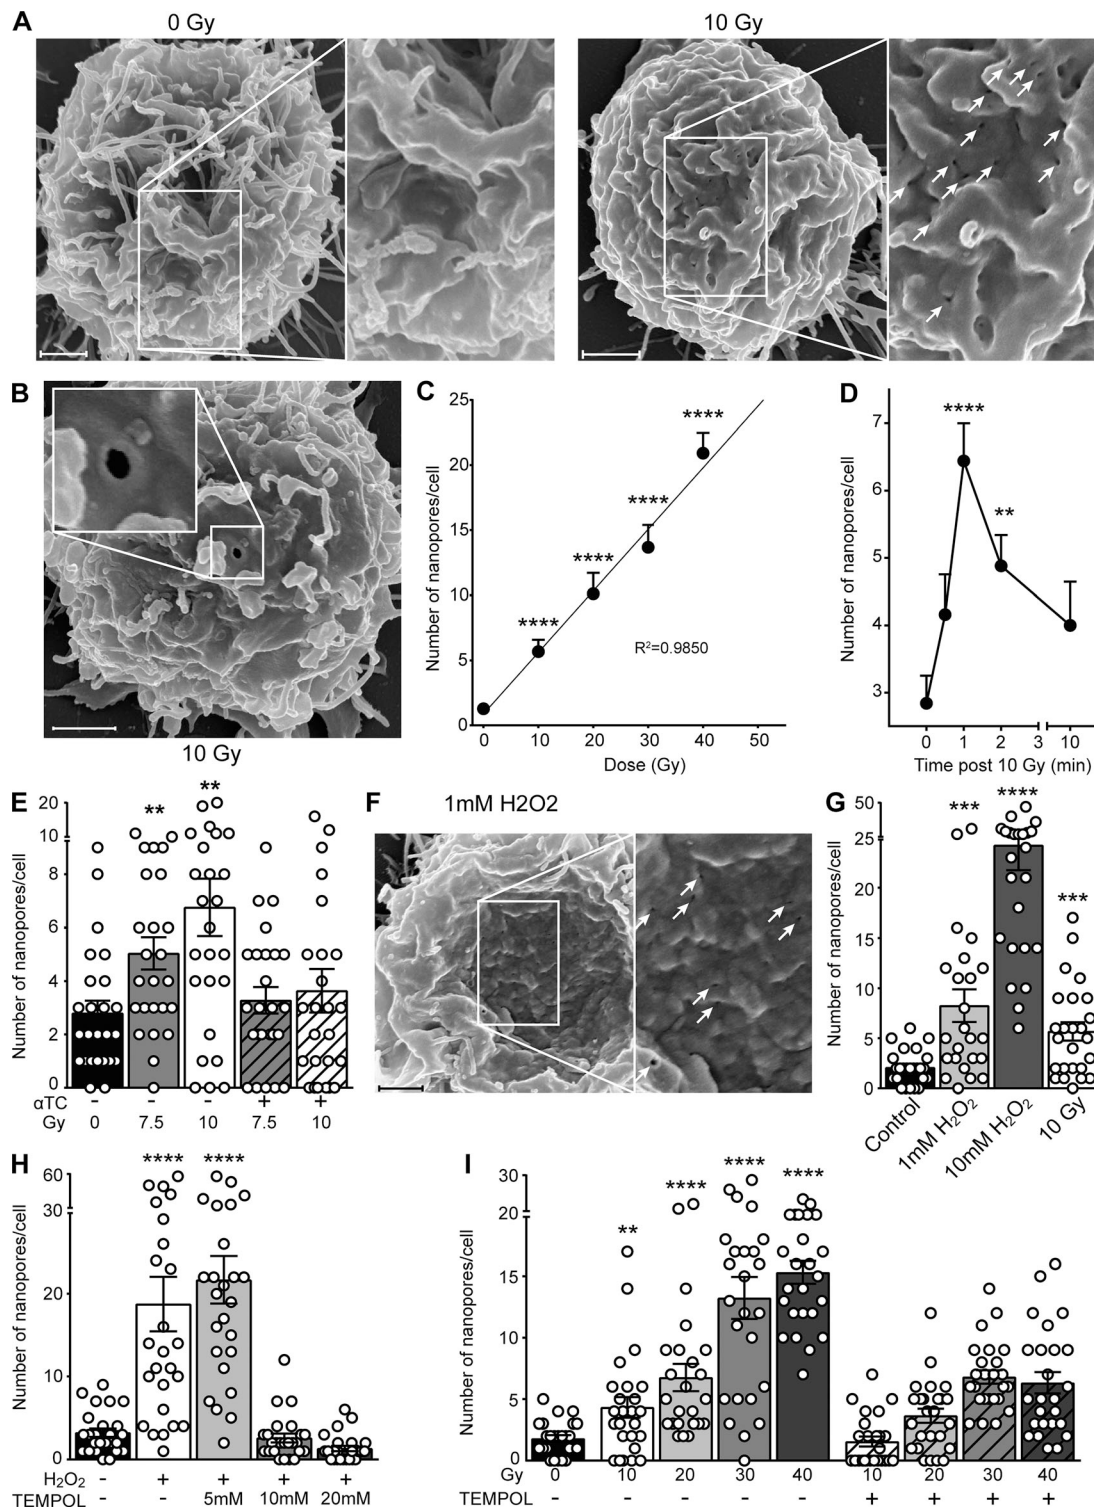 A
0 Gy
10 Gy
B
10 Gy
C
Number of nanopores/cell
25
20
15
10
5
0
****
****
****
****
R²=0.9850
0 10 20 30 40 50
Dose (Gy)
D
Number of nanopores/cell
7
6
5
4
3
****
**
0 1 2 3 10
Time post 10 Gy (min)
E
Number of nanopores/cell
20
10
8
6
4
2
0
** **
αTC - - - + +
Gy 0 7.5 10 7.5 10
F
1mM H2O2
G
Number of nanopores/cell
50
25
20
15
10
5
0
*** **** ***
Control
1mM H₂O₂
10mM H₂O₂
10 Gy
H
Number of nanopores/cell
60
30
20
10
0
**** ****
H₂O₂ - + + + +
TEMPOL - - 5mM 10mM 20mM
I
Number of nanopores/cell
30
20
15
10
5
0
** **** **** ****
Gy 0 10 20 30 40 10 20 30 40
TEMPOL - - - - - + + + +